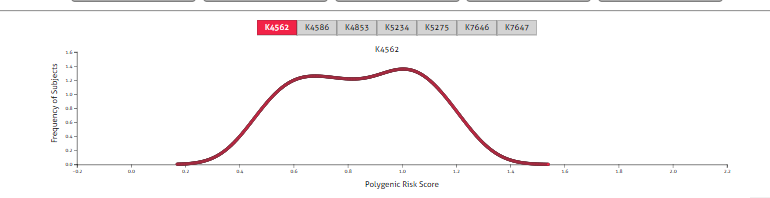 K4562 K4586 K4853 K5234 K5275 K7646 K7647
K4562
Frequency of Subjects
1.6
1.4
1.2
1.0
0.8
0.6
0.4
0.2
0.0
-0.2 0.0 0.2 0.4 0.6 0.8 1.0 1.2 1.4 1.6 1.8 2.0 2.2
Polygenic Risk Score